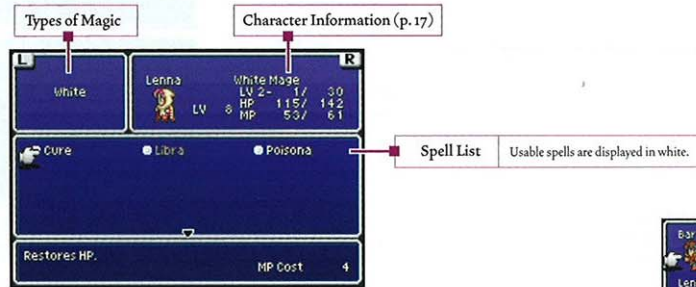 Types of Magic
Character Information (p. 17)
L
R
White
Lenna
White Mage
LV 2- 1/ 30
LV 8
HP 115/ 142
MP 53/ 61
Cure
Libra
Poisona
Spell List
Usable spells are displayed in white.
Restores HP.
MP Cost 4